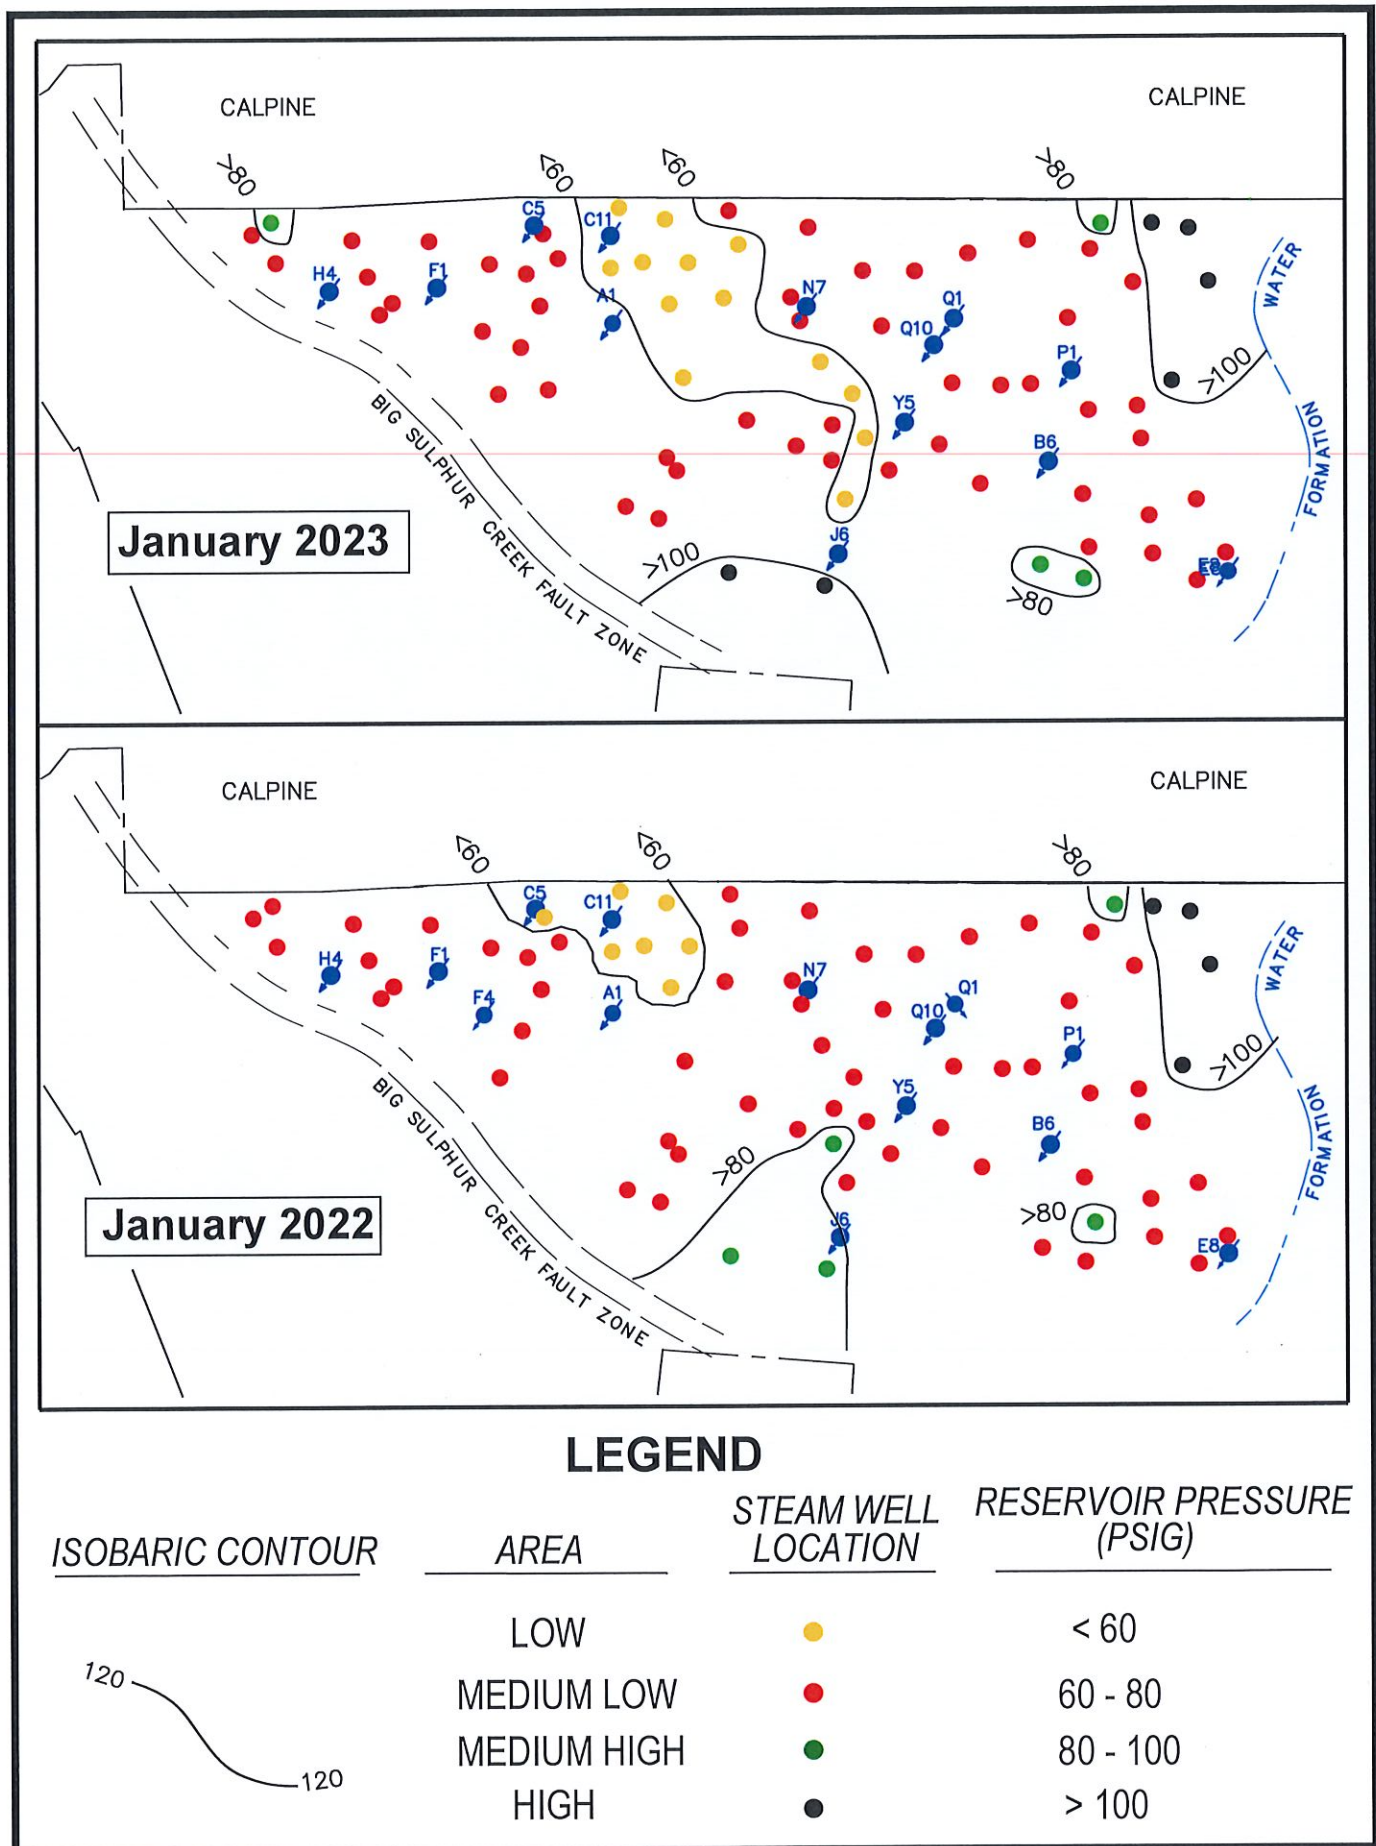 CALPINE
CALPINE
>80
<60
<60
>80
C5
C11
H4
F1
A1
N7
Q1
Q10
P1
WATER
>100
Y5
B6
FORMATION
BIG SULPHUR CREEK FAULT ZONE
January 2023
J6
>100
E8
>80
CALPINE
CALPINE
<60
<60
>80
C5
C11
H4
F1
F4
A1
N7
Q1
Q10
P1
WATER
>100
Y5
B6
FORMATION
BIG SULPHUR CREEK FAULT ZONE
>80
January 2022
J6
>80
E8
LEGEND
ISOBARIC CONTOUR
AREA
STEAM WELL
LOCATION
RESERVOIR PRESSURE
(PSIG)
LOW
< 60
120
MEDIUM LOW
60 - 80
MEDIUM HIGH
80 - 100
120
HIGH
> 100